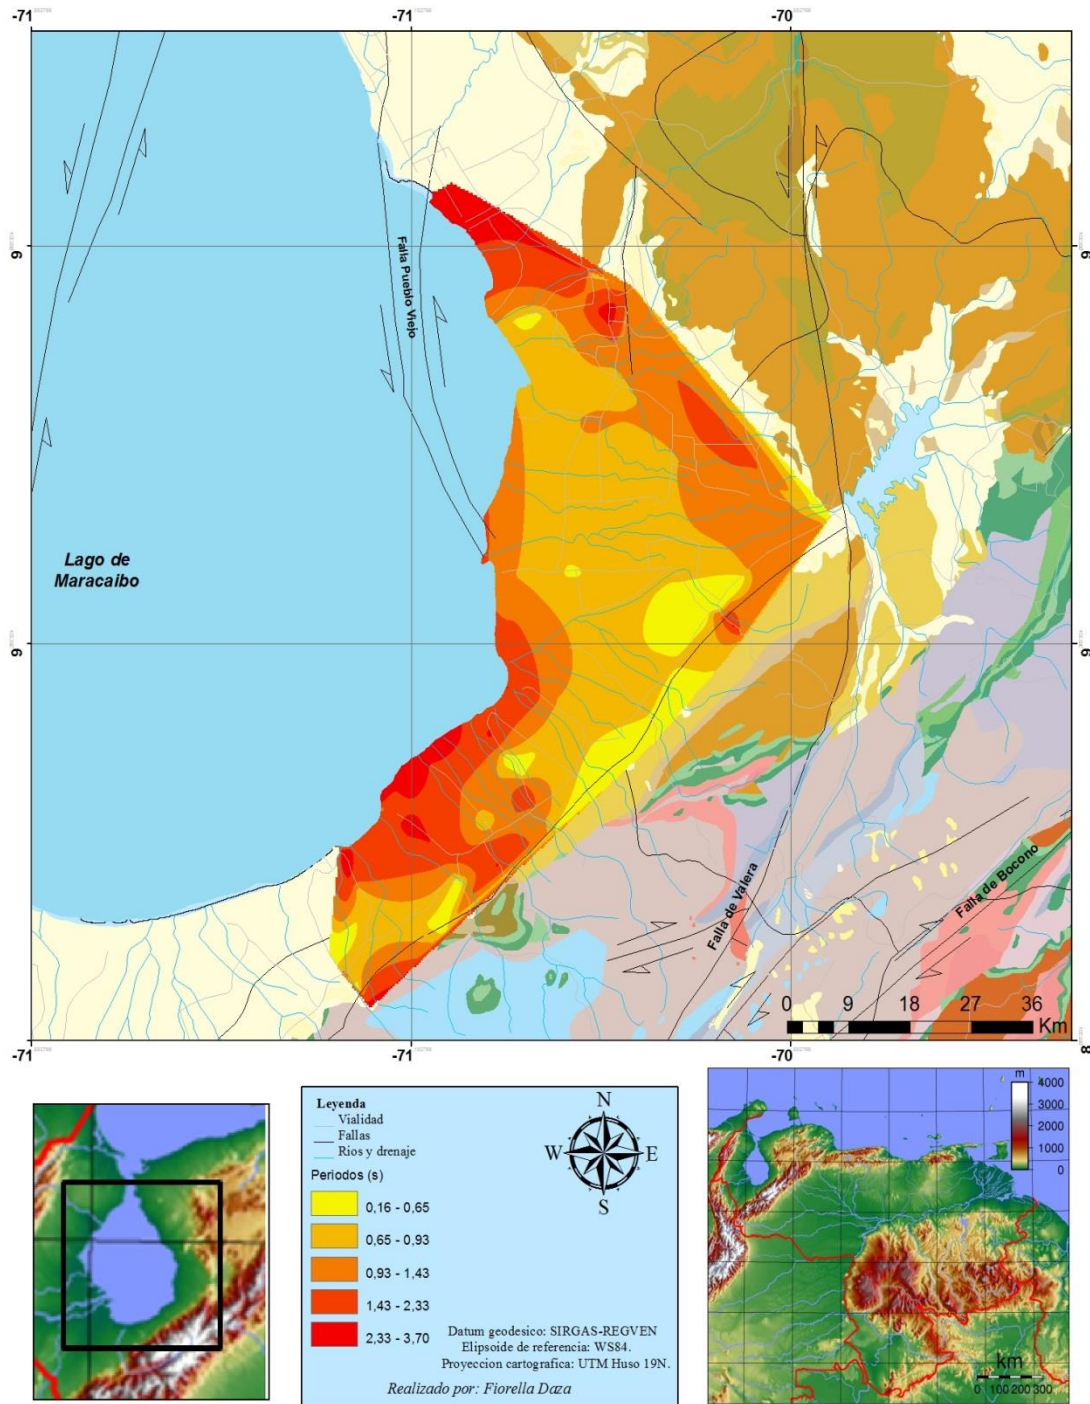 -71
-71
-70
9
9
Falla Pueblo Viejo
Lago de
Maracaibo
9
9
Falla de Valera
Falla de Bocono
0 9 18 27 36
Km
-71
-71
-70
8
Leyenda
Vialidad
Fallas
Rios y drenaje
Periodos (s)
0,16 - 0,65
0,65 - 0,93
0,93 - 1,43
1,43 - 2,33
2,33 - 3,70
N
W E
S
Datum geodesico: SIRGAS-REGVEN
Elipsoide de referencia: WS84.
Proyeccion cartografica: UTM Huso 19N.
Realizado por: Fiorella Daza
m
4000
3000
2000
1000
0
km
0 100 200 300